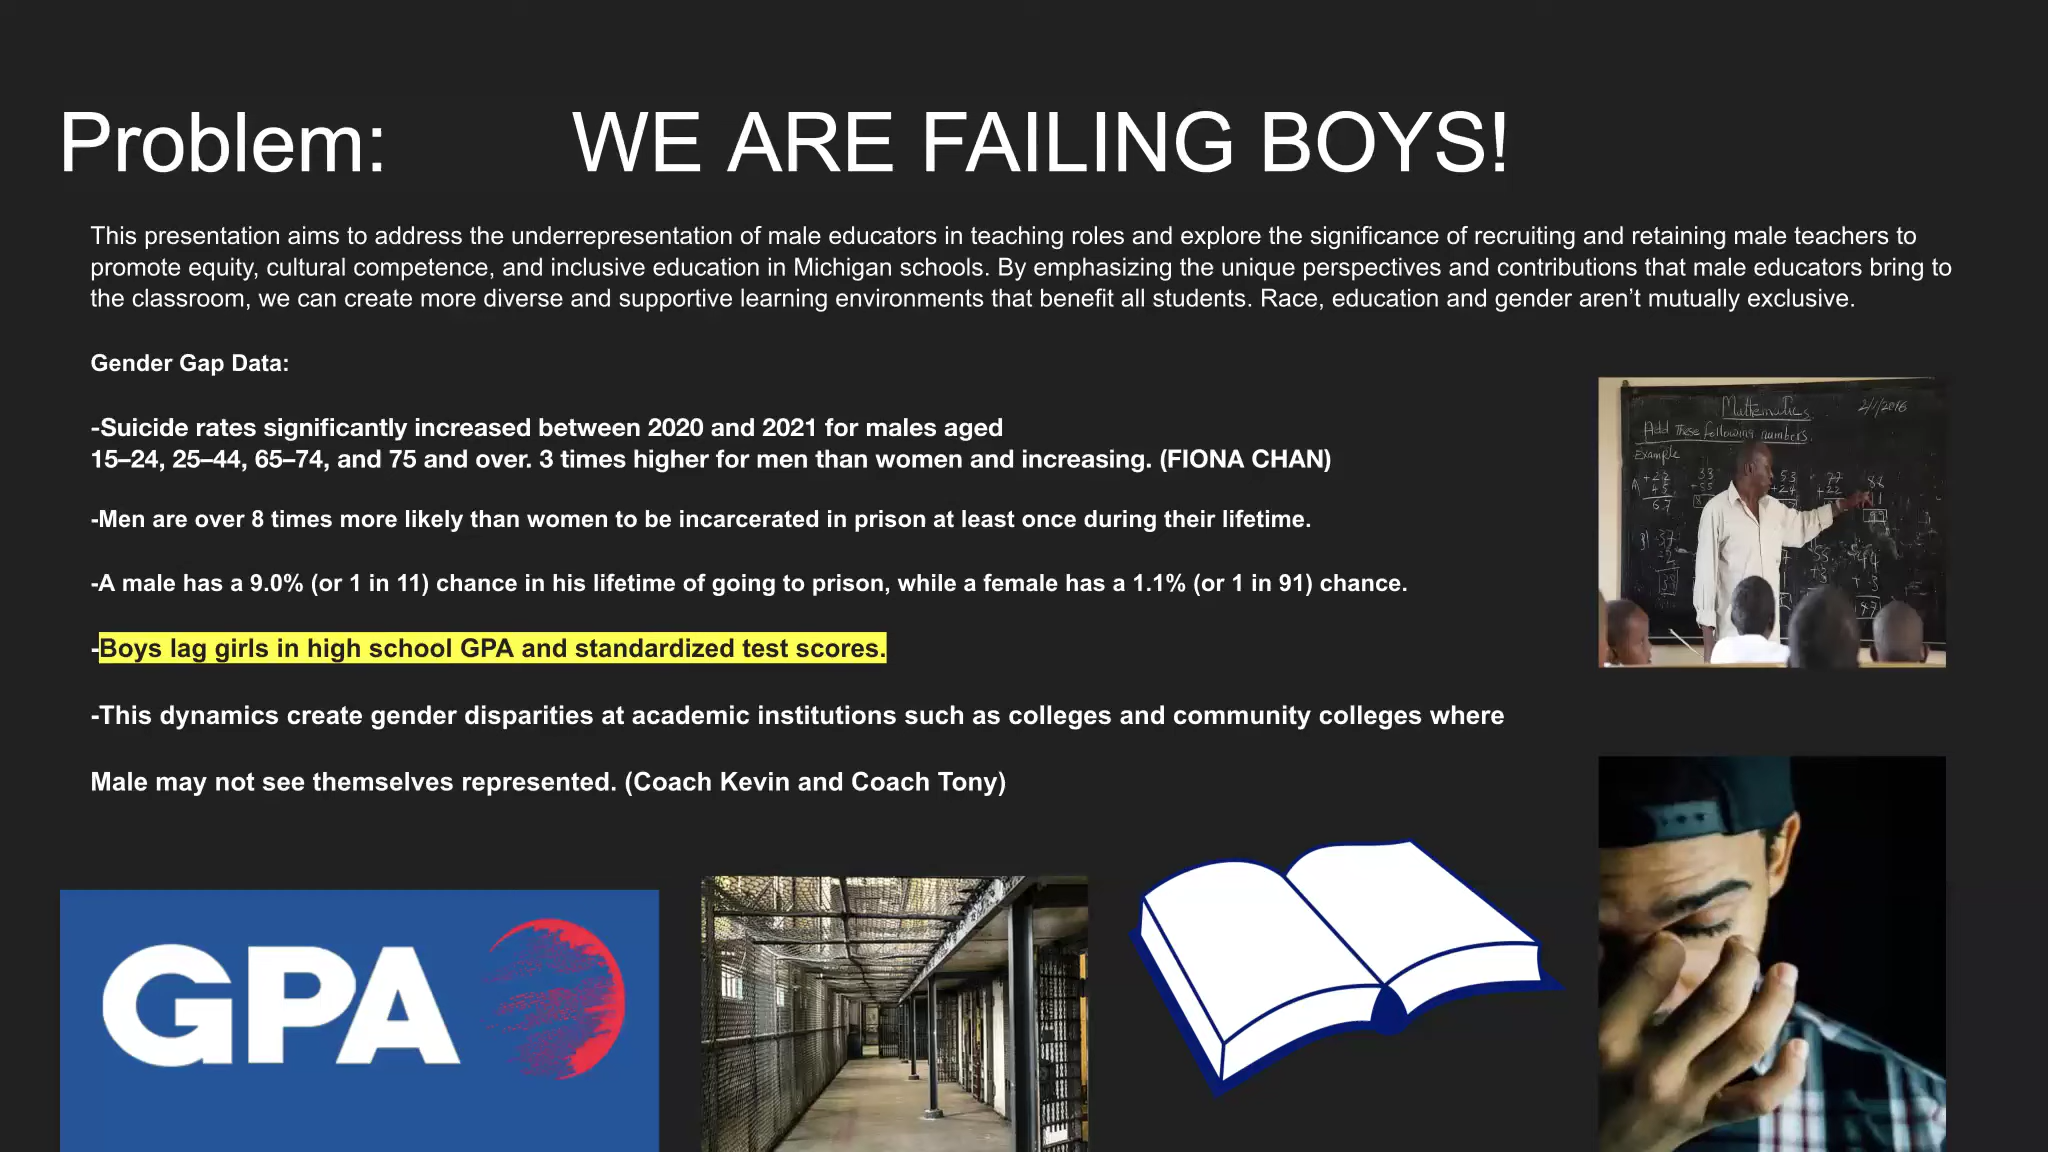 Problem: WE ARE FAILING BOYS!
This presentation aims to address the underrepresentation of male educators in teaching roles and explore the significance of recruiting and retaining male teachers to
promote equity, cultural competence, and inclusive education in Michigan schools. By emphasizing the unique perspectives and contributions that male educators bring to
the classroom, we can create more diverse and supportive learning environments that benefit all students. Race, education and gender aren’t mutually exclusive.
Gender Gap Data:
-Suicide rates significantly increased between 2020 and 2021 for males aged
15–24, 25–44, 65–74, and 75 and over. 3 times higher for men than women and increasing. (FIONA CHAN)
-Men are over 8 times more likely than women to be incarcerated in prison at least once during their lifetime.
-A male has a 9.0% (or 1 in 11) chance in his lifetime of going to prison, while a female has a 1.1% (or 1 in 91) chance.
-Boys lag girls in high school GPA and standardized test scores.
-This dynamics create gender disparities at academic institutions such as colleges and community colleges where
Male may not see themselves represented. (Coach Kevin and Coach Tony)
Mathematics 2/1/2016
Add These following numbers.
Example
GPA